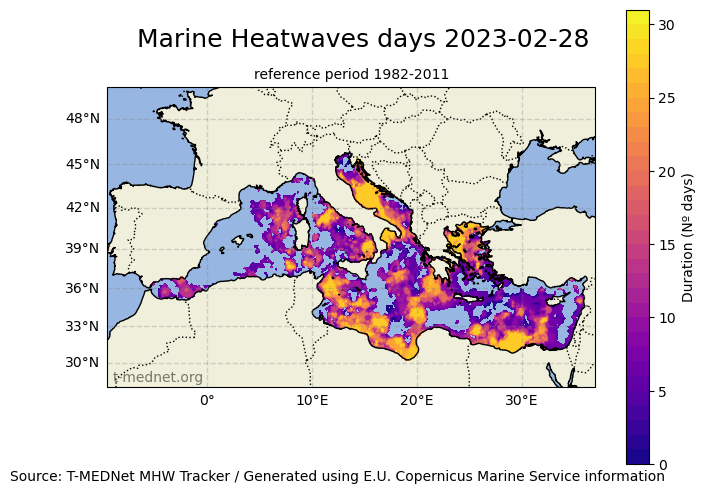 Marine Heatwaves days 2023-02-28
reference period 1982-2011
48°N
45°N
42°N
39°N
36°N
33°N
30°N
t-mednet.org
0°
10°E
20°E
30°E
30
25
20
15
10
5
0
Duration (Nº days)
Source: T-MEDNet MHW Tracker / Generated using E.U. Copernicus Marine Service information